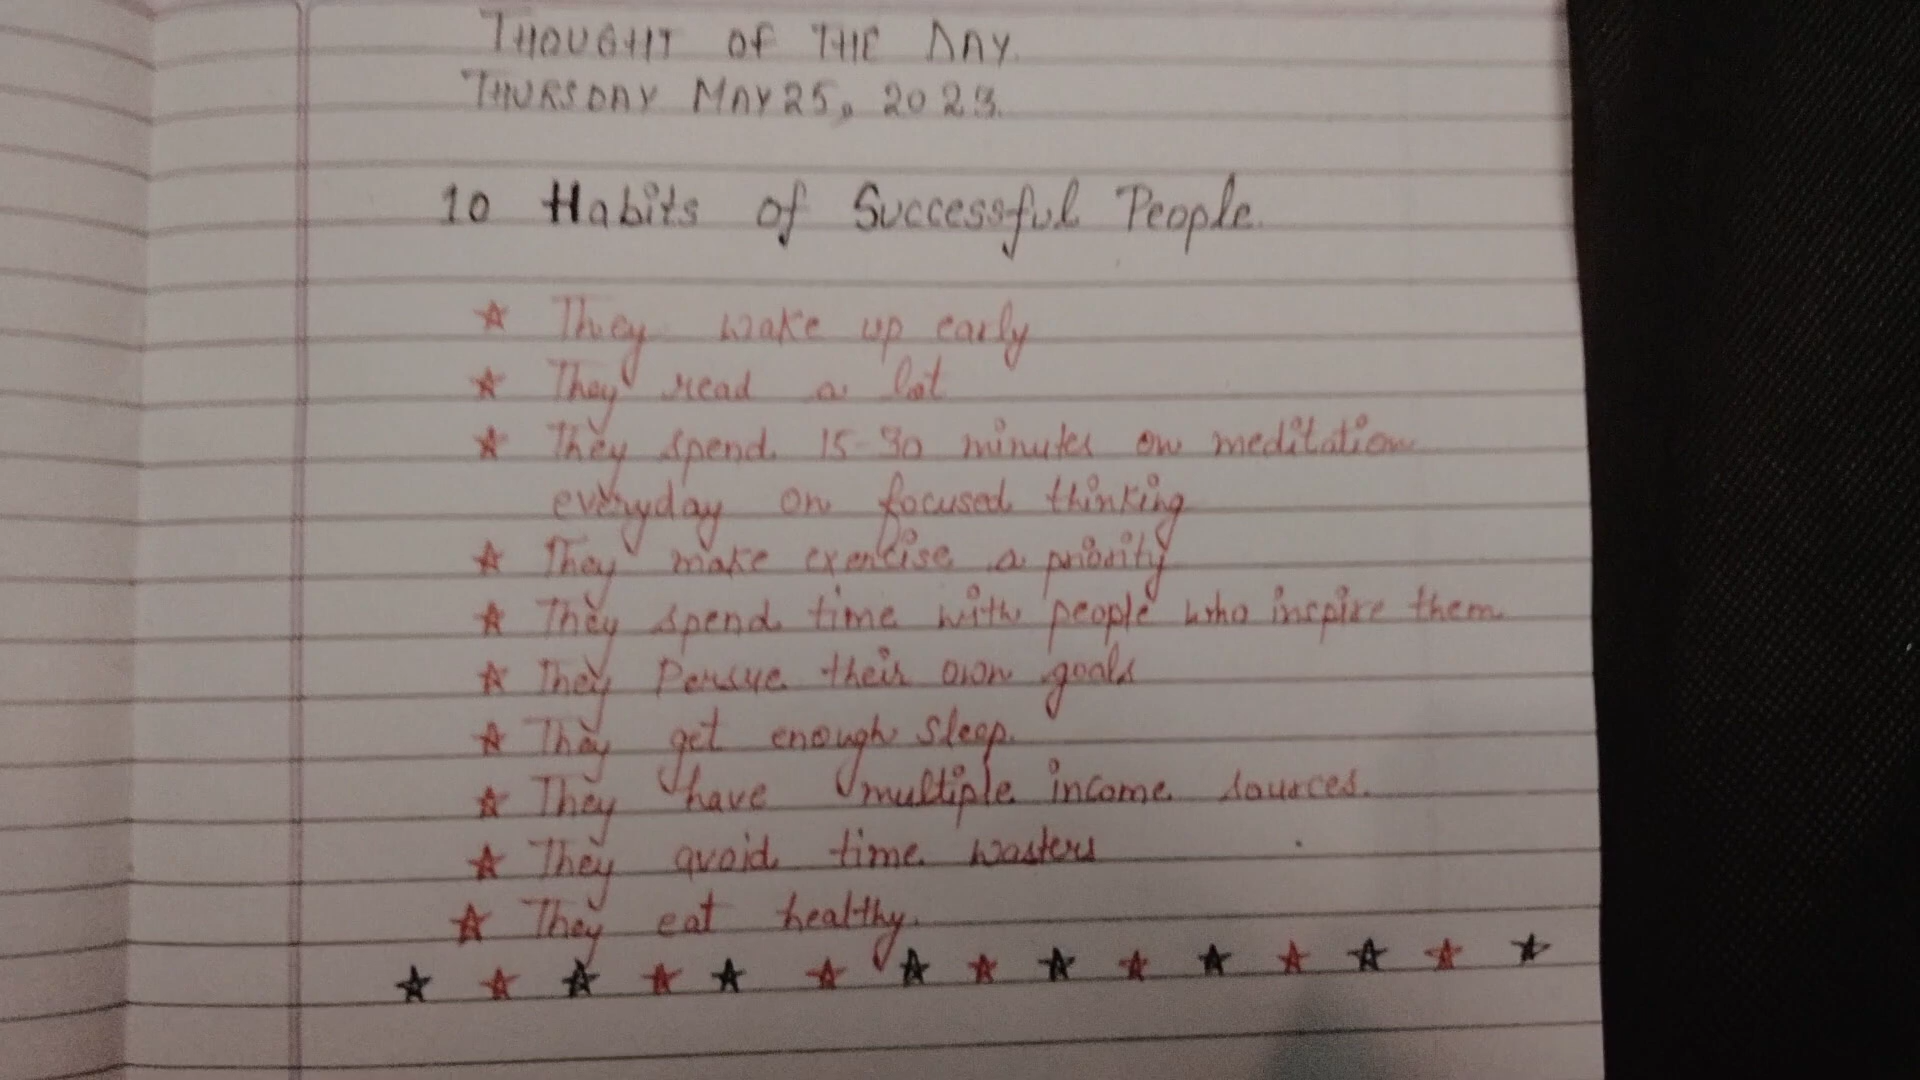 THOUGHT OF THE DAY.
THURSDAY MAY 25, 2023.
10 Habits of Successful People.
☆ They wake up early
☆ They read a lot
☆ They spend 15-30 minutes on meditation
everyday on focused thinking
☆ They make exercise a priority
☆ They spend time with people who inspire them
☆ They Persue their own goals
☆ They get enough sleep.
☆ They have multiple income sources.
☆ They avoid time wasters
☆ They eat healthy.